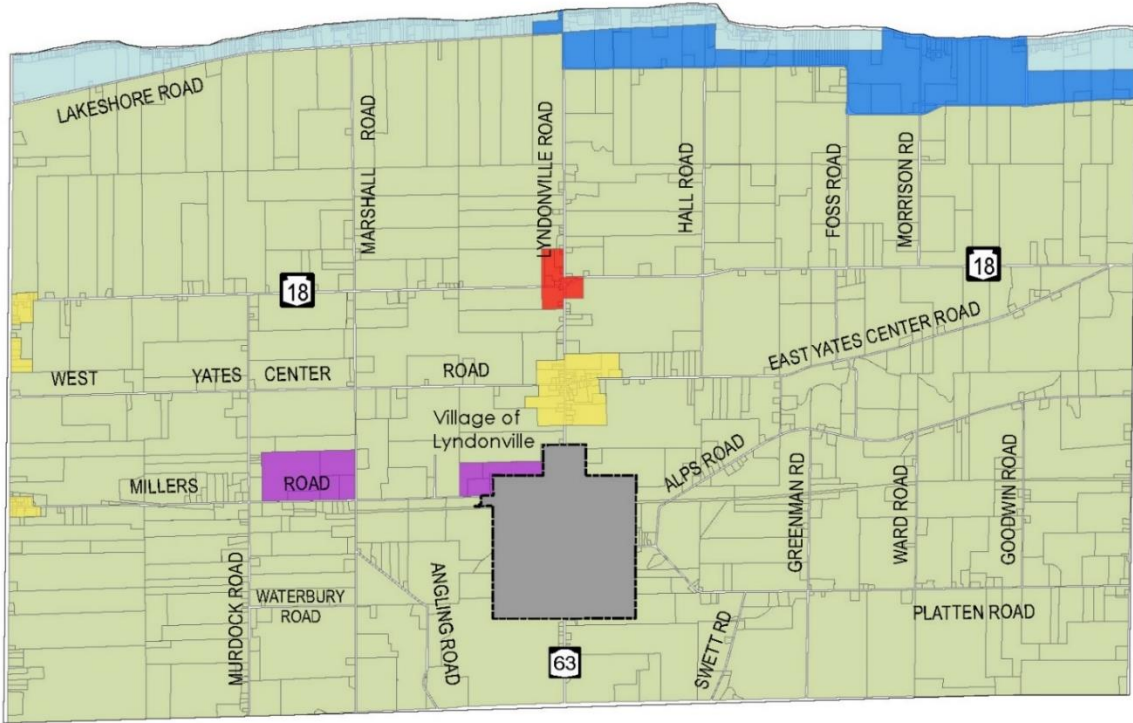 LAKESHORE ROAD
MARSHALL ROAD
LYNDONVILLE ROAD
HALL ROAD
FOSS ROAD
MORRISON RD
18
18
EAST YATES CENTER ROAD
WEST YATES CENTER ROAD
Village of
Lyndonville
ALPS ROAD
MILLERS ROAD
GREENMAN RD
WARD ROAD
GOODWIN ROAD
MURDOCK ROAD
WATERBURY
ROAD
ANGLING ROAD
PLATTEN ROAD
SWETT RD
63